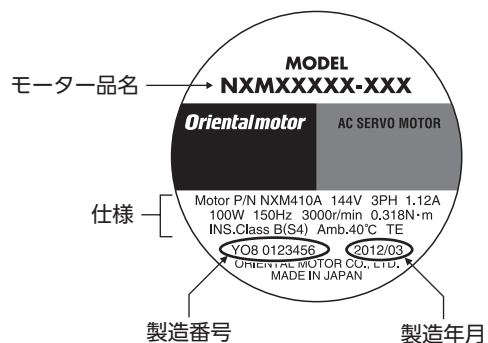 MODEL
モーター品名
NXMXXXXX-XXX
Orientalmotor
AC SERVO MOTOR
仕様
Motor P/N NXM410A 144V 3PH 1.12A
100W 150Hz 3000r/min 0.318N・m
INS.Class B(S4) Amb.40℃ TE
YO8 0123456 2012/03
ORIENTAL MOTOR CO., LTD.
MADE IN JAPAN
製造番号
製造年月